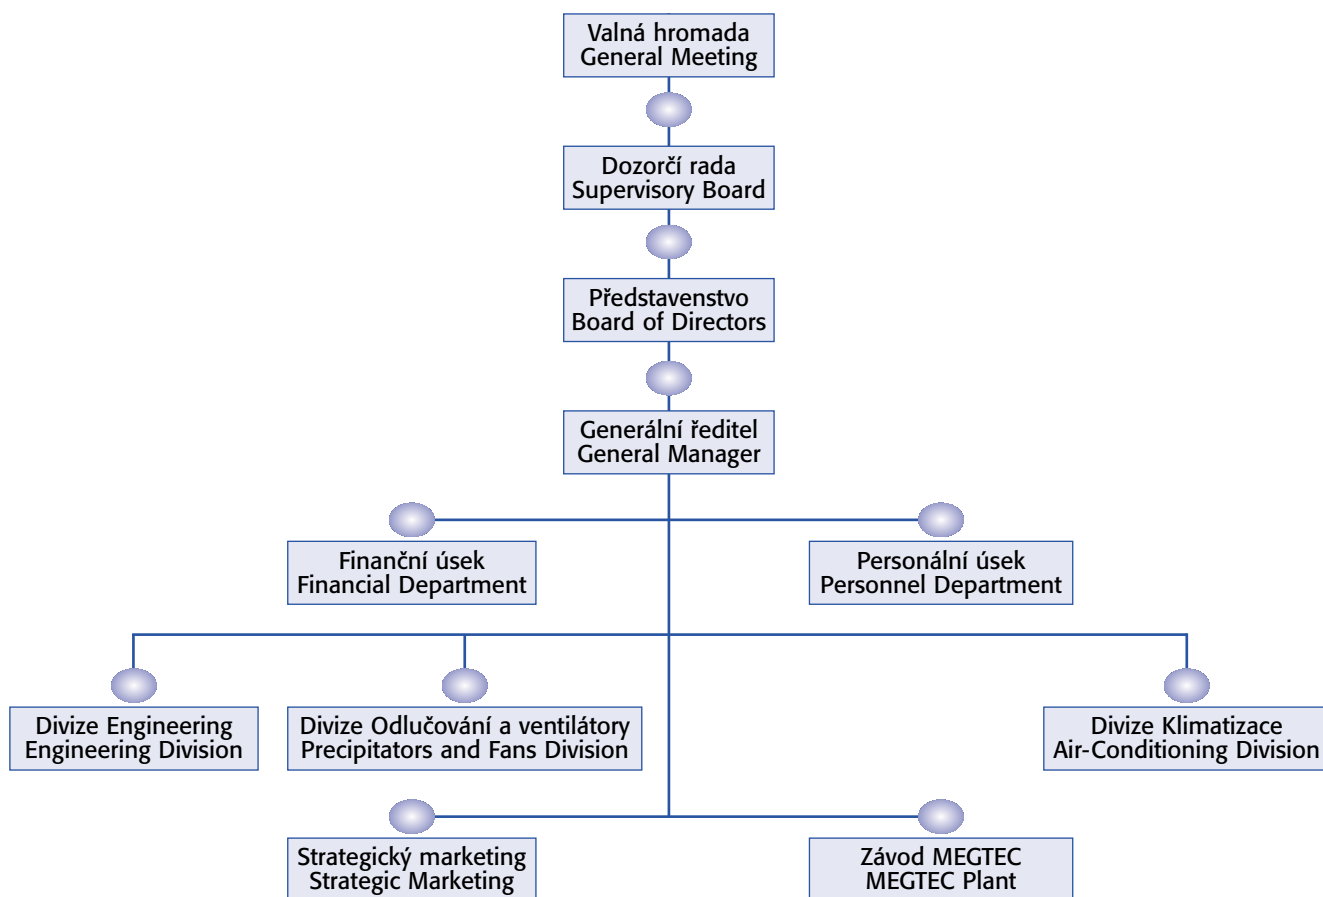 Valná hromada
General Meeting
Dozorčí rada
Supervisory Board
Představenstvo
Board of Directors
Generální ředitel
General Manager
Finanční úsek
Financial Department
Personální úsek
Personnel Department
Divize Engineering
Engineering Division
Divize Odlučování a ventilátory
Precipitators and Fans Division
Divize Klimatizace
Air-Conditioning Division
Strategický marketing
Strategic Marketing
Závod MEGTEC
MEGTEC Plant